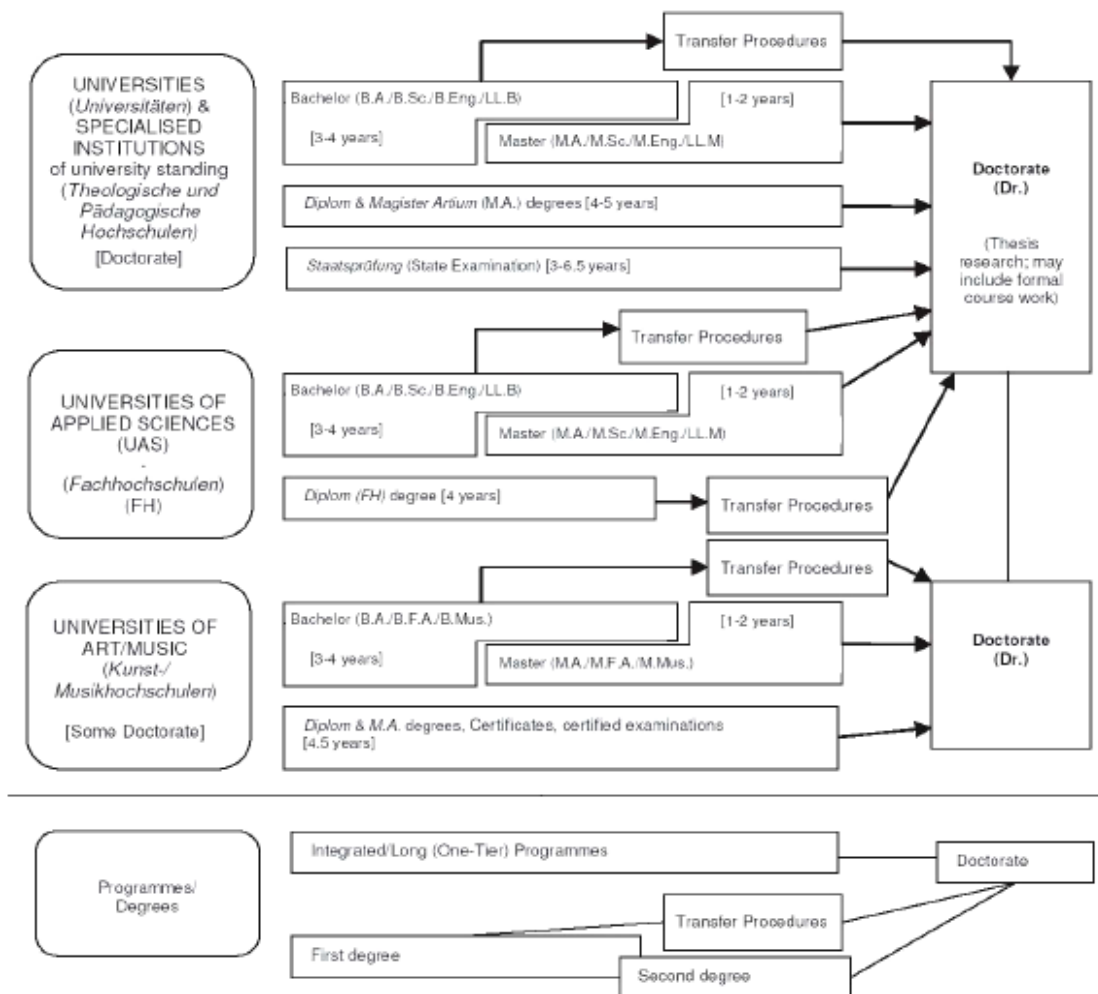 Transfer Procedures
UNIVERSITIES
(Universitäten) &
SPECIALISED
INSTITUTIONS
of university standing
(Theologische und
Pädagogische
Hochschulen)
[Doctorate]
Bachelor (B.A./B.Sc./B.Eng./LL.B)
[3-4 years]
[1-2 years]
Master (M.A./M.Sc./M.Eng./LL.M)
Diplom & Magister Artium (M.A.) degrees [4-5 years]
Staatsprüfung (State Examination) [3-6.5 years]
Doctorate
(Dr.)
(Thesis
research; may
include formal
course work)
Transfer Procedures
UNIVERSITIES OF
APPLIED SCIENCES
(UAS)
-
(Fachhochschulen)
(FH)
Bachelor (B.A./B.Sc./B.Eng./LL.B)
[3-4 years]
[1-2 years]
Master (M.A./M.Sc./M.Eng./LL.M)
Diplom (FH) degree [4 years]
Transfer Procedures
Transfer Procedures
UNIVERSITIES OF
ART/MUSIC
(Kunst-/
Musikhochschulen)
[Some Doctorate]
Bachelor (B.A./B.F.A./B.Mus.)
[3-4 years]
[1-2 years]
Master (M.A./M.F.A./M.Mus.)
Diplom & M.A. degrees, Certificates, certified examinations
[4.5 years]
Doctorate
(Dr.)
Programmes/
Degrees
Integrated/Long (One-Tier) Programmes
Doctorate
Transfer Procedures
First degree
Second degree